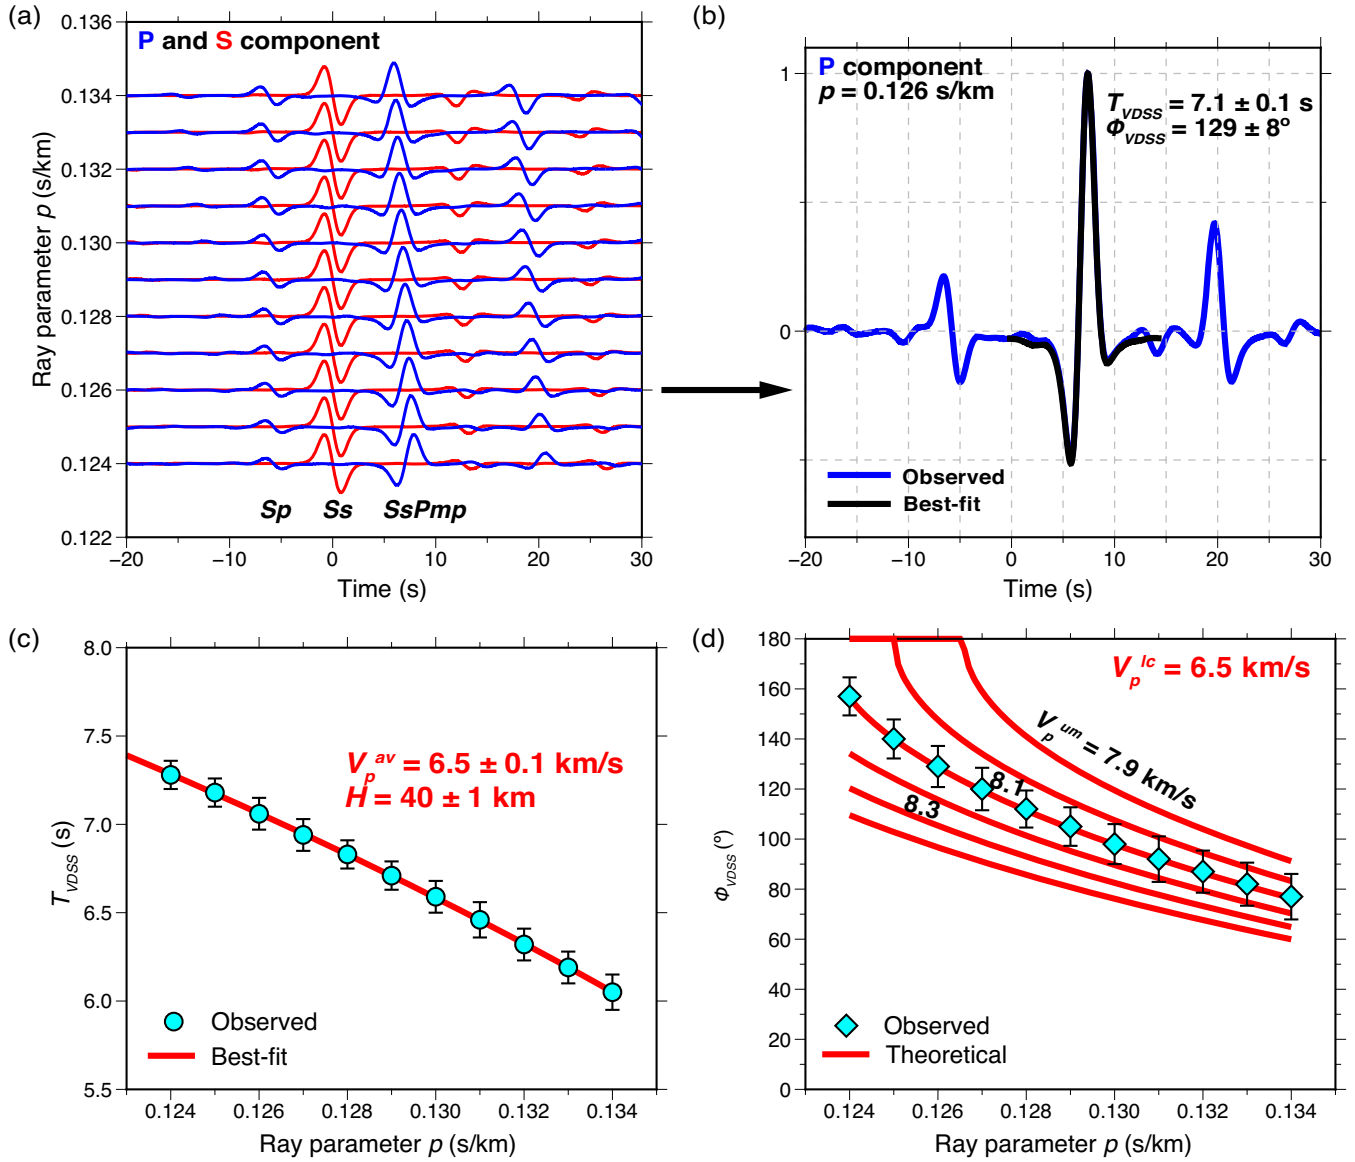 (a)
P and S component
Ray parameter p (s/km)
0.136
0.134
0.132
0.130
0.128
0.126
0.124
0.122
Sp Ss SsPmp
−20 −10 0 10 20 30
Time (s)
(b)
P component
p = 0.126 s/km
T_VDSS = 7.1 ± 0.1 s
Φ_VDSS = 129 ± 8º
1
0
Observed
Best-fit
−20 −10 0 10 20 30
Time (s)
(c)
T_VDSS (s)
8.0
7.5
7.0
6.5
6.0
5.5
V_p^av = 6.5 ± 0.1 km/s
H = 40 ± 1 km
Observed
Best-fit
0.124 0.126 0.128 0.130 0.132 0.134
Ray parameter p (s/km)
(d)
Φ_VDSS (º)
180
160
140
120
100
80
60
40
20
0
V_p^lc = 6.5 km/s
V_p^um = 7.9 km/s
8.1
8.3
Observed
Theoretical
0.124 0.126 0.128 0.130 0.132 0.134
Ray parameter p (s/km)